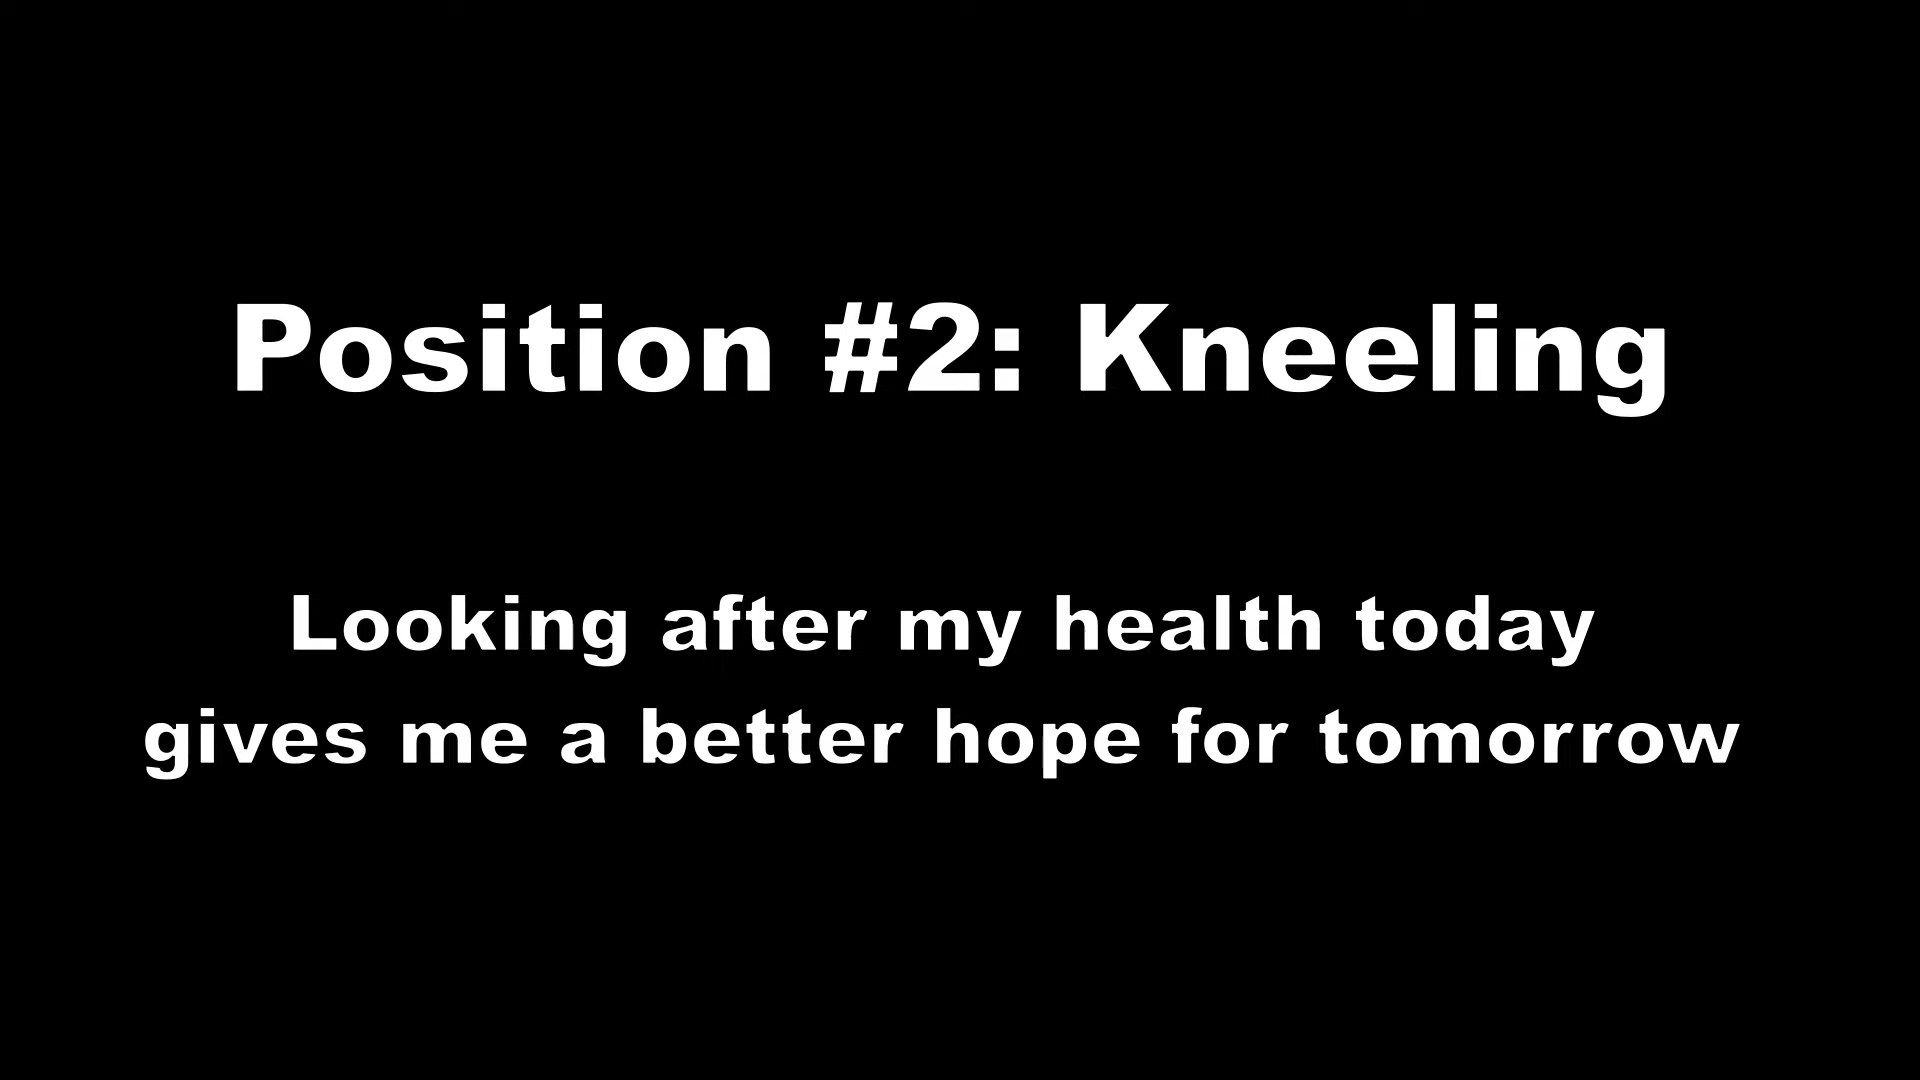 Position #2: Kneeling
Looking after my health today
gives me a better hope for tomorrow